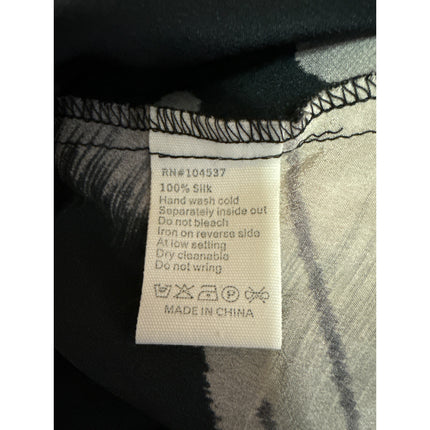 RN#104537
100% Silk
Hand wash cold
Separately inside out
Do not bleach
Iron on reverse side
At low setting
Dry cleanable
Do not wring
MADE IN CHINA